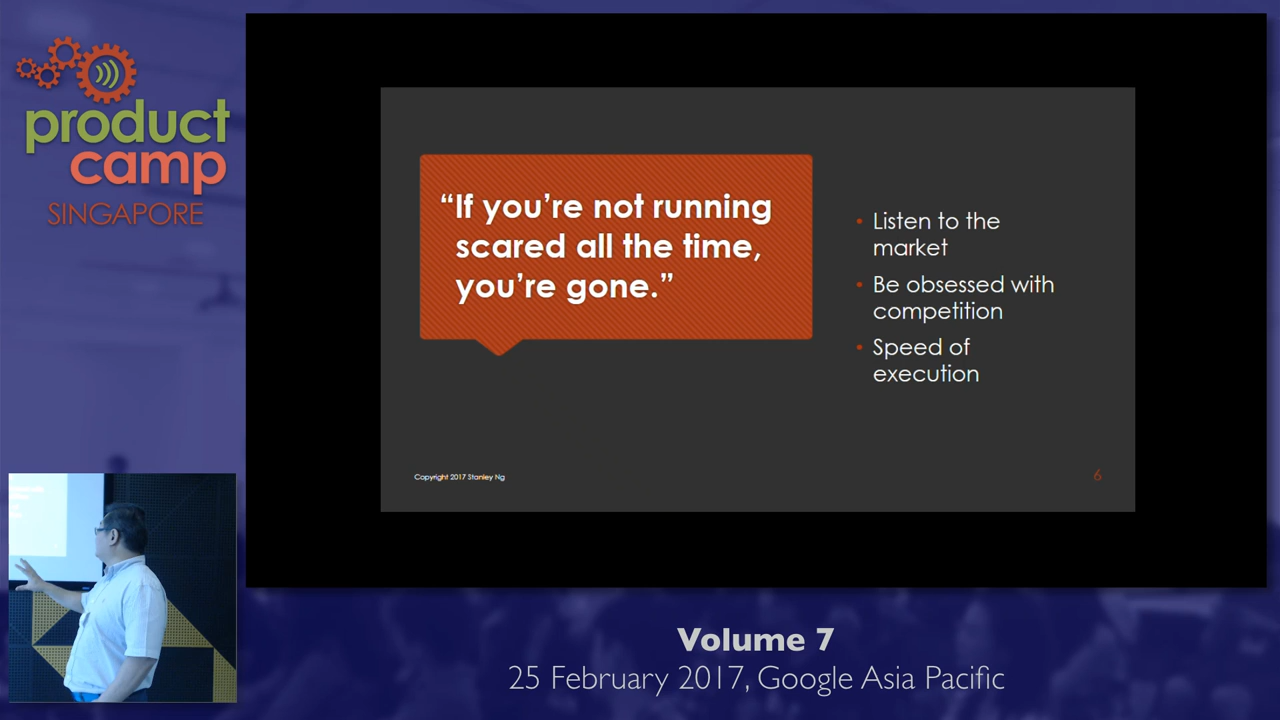 product
camp
SINGAPORE
“If you’re not running
scared all the time,
you’re gone.”
• Listen to the
market
• Be obsessed with
competition
• Speed of
execution
Copyright 2017 Stanley Ng
6
Volume 7
25 February 2017, Google Asia Pacific